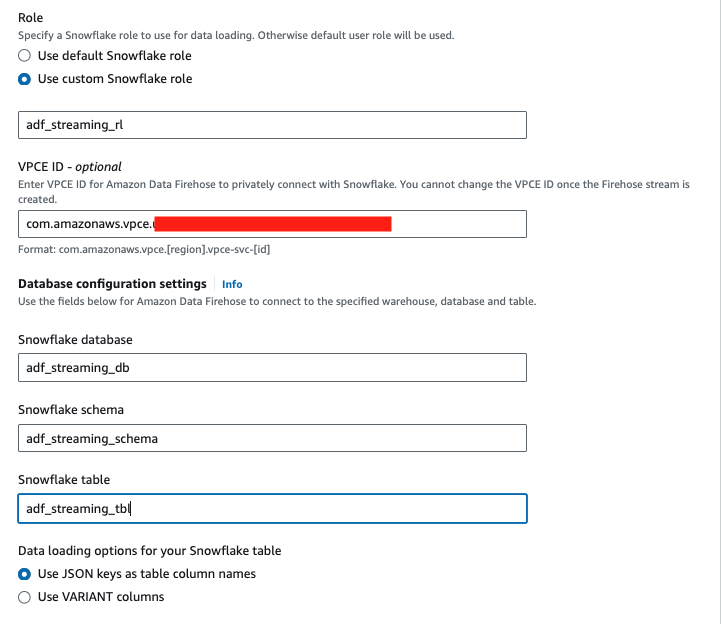 Role
Specify a Snowflake role to use for data loading. Otherwise default user role will be used.
Use default Snowflake role
Use custom Snowflake role
adf_streaming_rl
VPCE ID - optional
Enter VPCE ID for Amazon Data Firehose to privately connect with Snowflake. You cannot change the VPCE ID once the Firehose stream is
created.
com.amazonaws.vpce.
Format: com.amazonaws.vpce.[region].vpce-svc-[id]
Database configuration settings Info
Use the fields below for Amazon Data Firehose to connect to the specified warehouse, database and table.
Snowflake database
adf_streaming_db
Snowflake schema
adf_streaming_schema
Snowflake table
adf_streaming_tbl
Data loading options for your Snowflake table
Use JSON keys as table column names
Use VARIANT columns